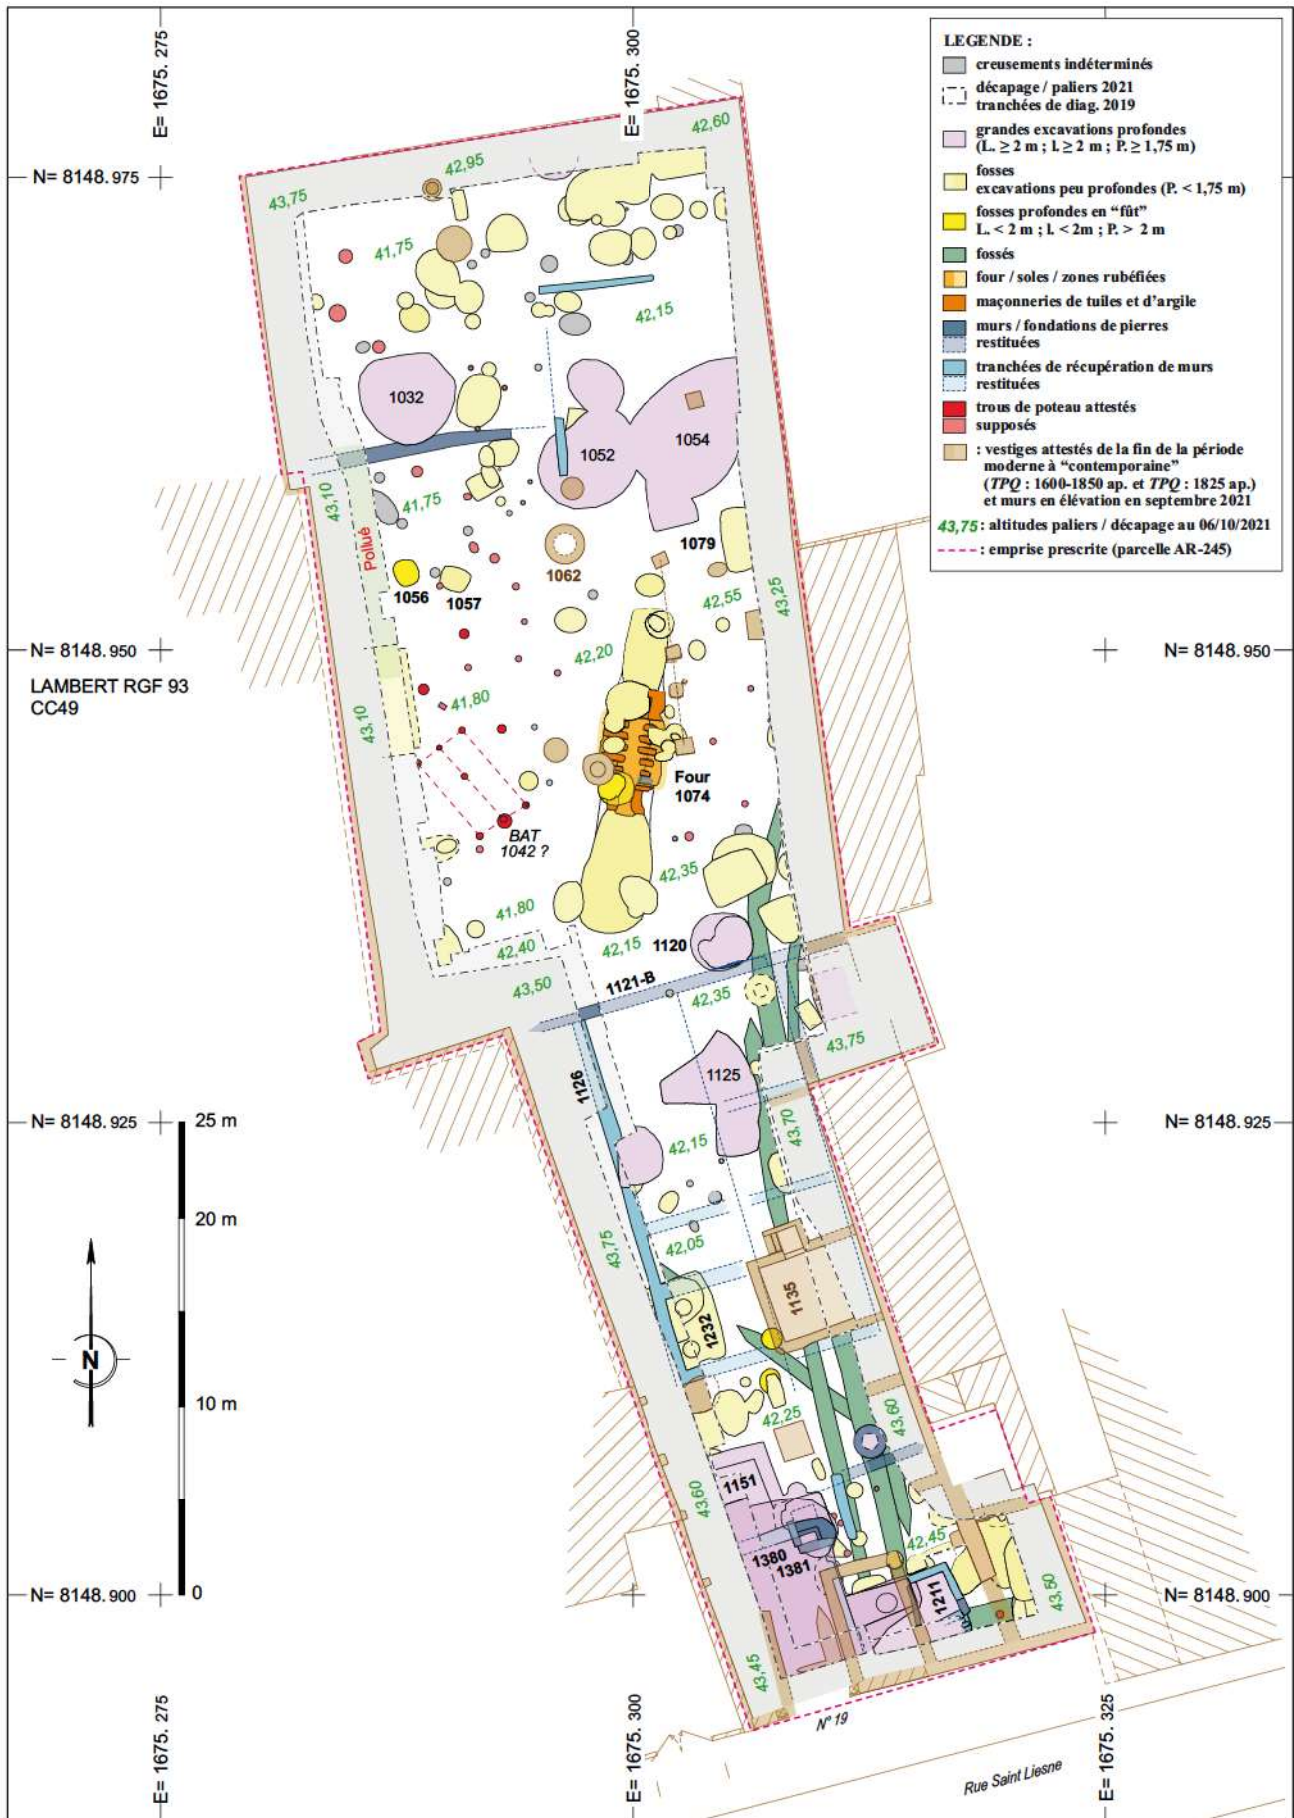 E= 1675. 275
E= 1675. 300
LEGENDE :
creusements indéterminés
décapage / paliers 2021
tranchées de diag. 2019
grandes excavations profondes
(L. ≥ 2 m ; l. ≥ 2 m ; P. ≥ 1,75 m)
fosses
excavations peu profondes (P. < 1,75 m)
fosses profondes en “fût”
L. < 2 m ; l. < 2m ; P. > 2 m
fossés
four / soles / zones rubéfiées
maçonneries de tuiles et d’argile
murs / fondations de pierres
restituées
tranchées de récupération de murs
restituées
trous de poteau attestés
supposés
: vestiges attestés de la fin de la période
moderne à “contemporaine”
(TPQ : 1600-1850 ap. et TPQ : 1825 ap.)
et murs en élévation en septembre 2021
43,75 : altitudes paliers / décapage au 06/10/2021
: emprise prescrite (parcelle AR-245)
42,60
42,95
N= 8148. 975
43,75
41,75
42,15
1032
1052
1054
43,10
41,75
Pollué
1079
1062
1056
1057
42,55
43,25
N= 8148. 950
N= 8148. 950
42,20
LAMBERT RGF 93
CC49
41,80
43,10
Four
1074
BAT
1042 ?
42,35
41,80
42,15
1120
42,40
43,50
1121-B
42,35
43,75
1125
1126
N= 8148. 925
25 m
N= 8148. 925
43,70
42,15
20 m
43,75
42,05
1135
1232
N
10 m
42,25
43,60
1151
43,60
42,45
1380
1381
1211
N= 8148. 900
0
N= 8148. 900
43,50
43,45
E= 1675. 275
E= 1675. 300
E= 1675. 325
N° 19
Rue Saint Liesne